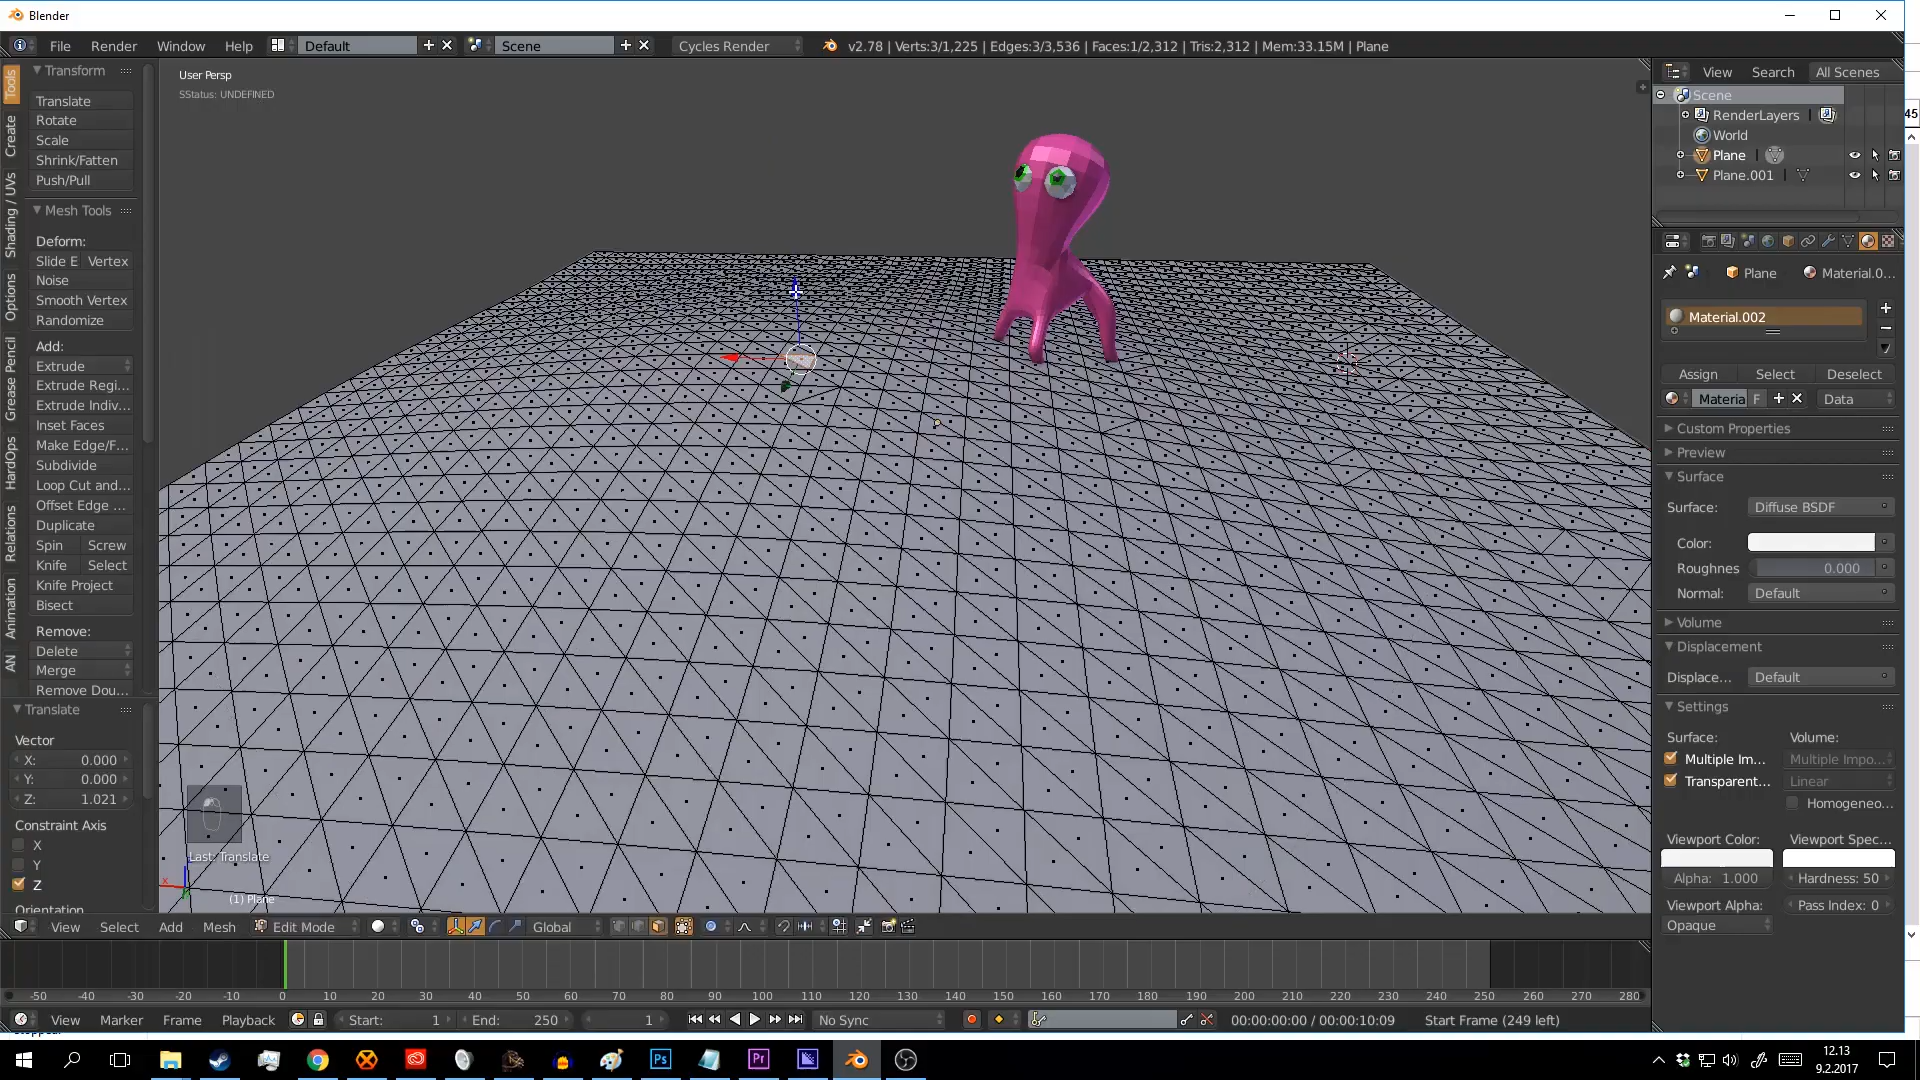 Blender
File Render Window Help Default Scene Cycles Render v2.78 | Verts:3/1,225 | Edges:3/3,536 | Faces:1/2,312 | Tris:2,312 | Mem:33.15M | Plane
Transform
Translate
Rotate
Scale
Shrink/Fatten
Push/Pull
Mesh Tools
Deform:
Slide E Vertex
Noise
Smooth Vertex
Randomize
Add:
Extrude
Extrude Regi...
Extrude Indiv...
Inset Faces
Make Edge/F...
Subdivide
Loop Cut and...
Offset Edge ...
Duplicate
Spin Screw
Knife Select
Knife Project
Bisect
Remove:
Delete
Merge
Remove Dou...
Tools
Create
Shading / UVs
Options
Grease Pencil
HardOps
Relations
Animation
AN
Translate
Vector
X: 0.000
Y: 0.000
Z: 1.021
Constraint Axis
X
Y
Z
Orientation
User Persp
SStatus: UNDEFINED
Last: Translate
x
(1) Plane
View Search All Scenes
Scene
RenderLayers
World
Plane
Plane.001
45
Plane Material.0...
Material.002
Assign Select Deselect
Materia F Data
Custom Properties
Preview
Surface
Surface: Diffuse BSDF
Color:
Roughnes 0.000
Normal: Default
Volume
Displacement
Displace... Default
Settings
Surface: Volume:
Multiple Im... Multiple Impo...
Transparent... Linear
Homogeneo...
Viewport Color: Viewport Spec...
Alpha: 1.000 Hardness: 50
Viewport Alpha: Pass Index: 0
Opaque
View Select Add Mesh Edit Mode Global
-50 -40 -30 -20 -10 0 10 20 30 40 50 60 70 80 90 100 110 120 130 140 150 160 170 180 190 200 210 220 230 240 250 260 270 280
View Marker Frame Playback Start: 1 End: 250 1 No Sync 00:00:00:00 / 00:00:10:09 Start Frame (249 left)
Ps Pr
12.13
9.2.2017